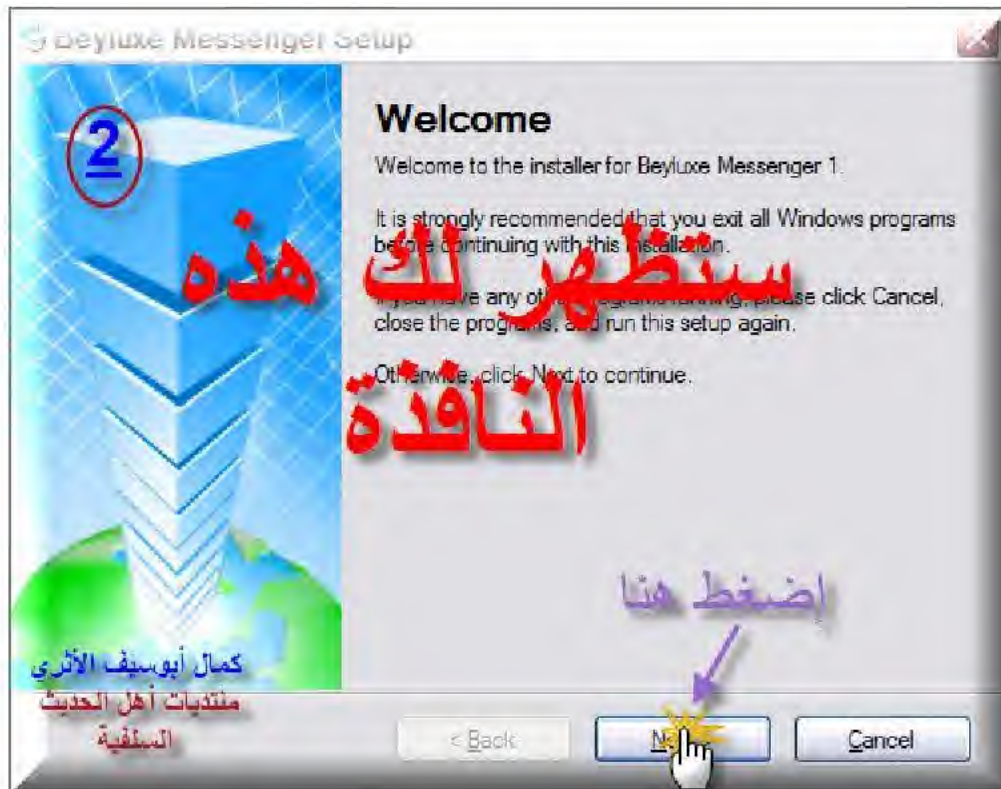 Beyluxe Messenger Setup
2
Welcome
Welcome to the installer for Beyluxe Messenger 1.
It is strongly recommended that you exit all Windows programs
before continuing with this installation.
If you have any other programs running, please click Cancel,
close the programs, and run this setup again.
Otherwise, click Next to continue.
ستظهر لك هذه
النافذة
إضغط هنا
كمال أبوسيف الأثري
منتديات أهل الحديث
السلفية
< Back
Next
Cancel